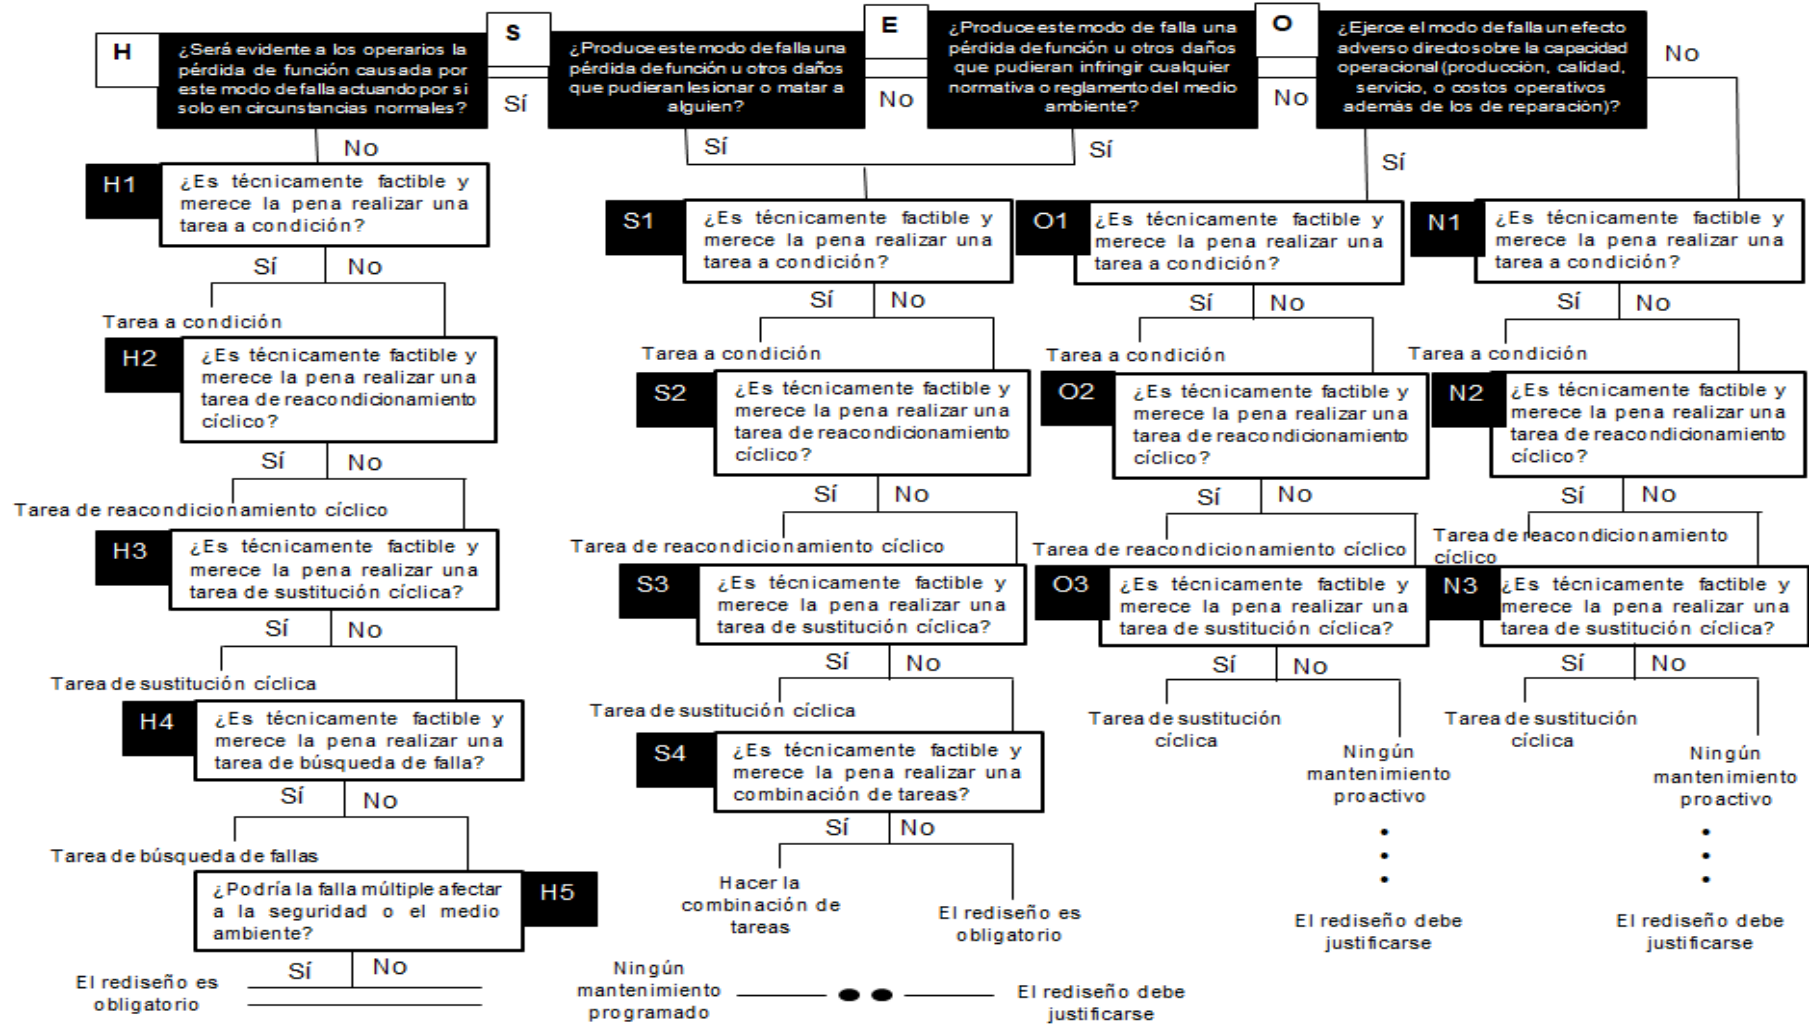 H
¿Será evidente a los operarios la
pérdida de función causada por
este modo de falla actuando por si
solo en circunstancias normales?
Sí
No
S
¿Produce este modo de falla una
pérdida de función u otros daños
que pudieran lesionar o matar a
alguien?
No
Sí
E
¿Produce este modo de falla una
pérdida de función u otros daños
que pudieran infringir cualquier
normativa o reglamento del medio
ambiente?
No
Sí
O
¿Ejerce el modo de falla un efecto
adverso directo sobre la capacidad
operacional (producción, calidad,
servicio, o costos operativos
además de los de reparación)?
No
Sí
H1
¿Es técnicamente factible y
merece la pena realizar una
tarea a condición?
Sí
No
Tarea a condición
H2
¿Es técnicamente factible y
merece la pena realizar una
tarea de reacondicionamiento
cíclico?
Sí
No
Tarea de reacondicionamiento cíclico
H3
¿Es técnicamente factible y
merece la pena realizar una
tarea de sustitución cíclica?
Sí
No
Tarea de sustitución cíclica
H4
¿Es técnicamente factible y
merece la pena realizar una
tarea de búsqueda de falla?
Sí
No
Tarea de búsqueda de fallas
¿Podría la falla múltiple afectar
a la seguridad o el medio
ambiente?
H5
Sí
No
El rediseño es
obligatorio
Ningún
mantenimiento
programado
El rediseño debe
justificarse
S1
¿Es técnicamente factible y
merece la pena realizar una
tarea a condición?
Sí
No
Tarea a condición
S2
¿Es técnicamente factible y
merece la pena realizar una
tarea de reacondicionamiento
cíclico?
Sí
No
Tarea de reacondicionamiento cíclico
S3
¿Es técnicamente factible y
merece la pena realizar una
tarea de sustitución cíclica?
Sí
No
Tarea de sustitución cíclica
S4
¿Es técnicamente factible y
merece la pena realizar una
combinación de tareas?
Sí
No
Hacer la
combinación de
tareas
El rediseño es
obligatorio
O1
¿Es técnicamente factible y
merece la pena realizar una
tarea a condición?
Sí
No
Tarea a condición
O2
¿Es técnicamente factible y
merece la pena realizar una
tarea de reacondicionamiento
cíclico?
Sí
No
Tarea de reacondicionamiento cíclico
O3
¿Es técnicamente factible y
merece la pena realizar una
tarea de sustitución cíclica?
Sí
No
Tarea de sustitución
cíclica
Ningún
mantenimiento
proactivo
El rediseño debe
justificarse
N1
¿Es técnicamente factible y
merece la pena realizar una
tarea a condición?
Sí
No
Tarea a condición
N2
¿Es técnicamente factible y
merece la pena realizar una
tarea de reacondicionamiento
cíclico?
Sí
No
Tarea de reacondicionamiento
cíclico
N3
¿Es técnicamente factible y
merece la pena realizar una
tarea de sustitución cíclica?
Sí
No
Tarea de sustitución
cíclica
Ningún
mantenimiento
proactivo
El rediseño debe
justificarse